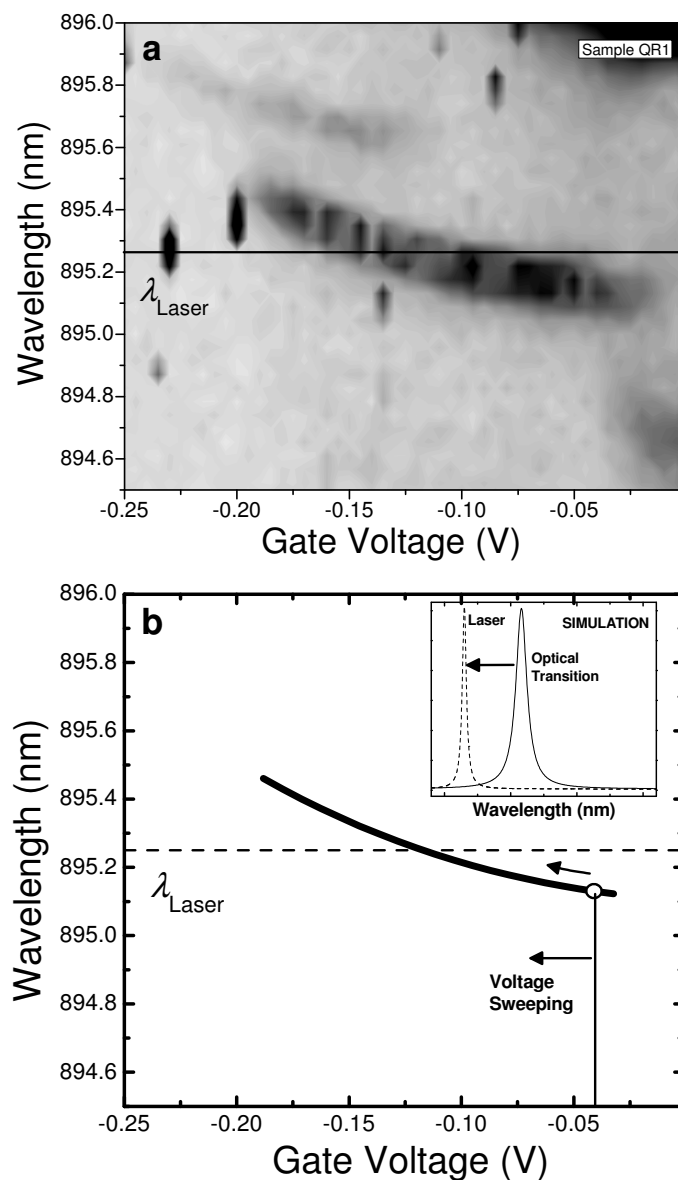 a
Sample QR1
896.0
895.8
895.6
895.4
895.2
895.0
894.8
894.6
Wavelength (nm)
λLaser
-0.25
-0.20
-0.15
-0.10
-0.05
Gate Voltage (V)
b
896.0
895.8
895.6
895.4
895.2
895.0
894.8
894.6
Wavelength (nm)
Laser
SIMULATION
Optical
Transition
Wavelength (nm)
λLaser
Voltage
Sweeping
-0.25
-0.20
-0.15
-0.10
-0.05
Gate Voltage (V)